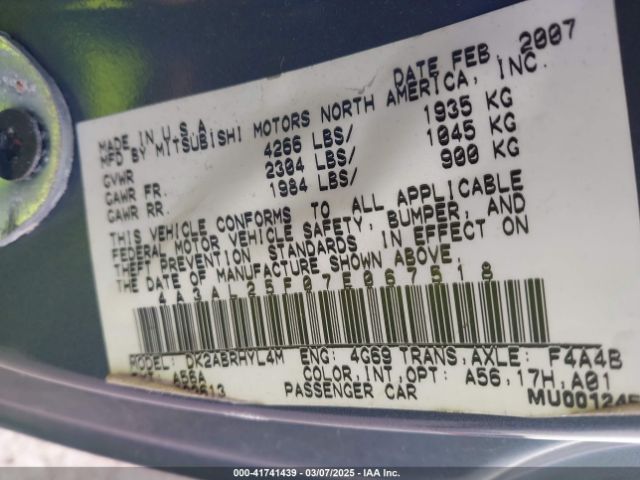 DATE FEB, 2007
MADE IN U.S.A
MFD BY MITSUBISHI MOTORS NORTH AMERICA, INC.
GVWR 4266 LBS/ 1935 KG
GAWR FR. 2304 LBS/ 1045 KG
GAWR RR. 1984 LBS/ 900 KG
THIS VEHICLE CONFORMS TO ALL APPLICABLE
FEDERAL MOTOR VEHICLE SAFETY, BUMPER, AND
THEFT PREVENTION STANDARDS IN EFFECT ON
THE DATE OF MANUFACTURE SHOWN ABOVE.
4A3AL25F07E067518
MODEL: DK2ABRHYL4M ENG: 4G69 TRANS,AXLE: F4A4B
A56A COLOR,INT,OPT: A56,17H,A01
PASSENGER CAR
000-41741439 - 03/07/2025 - IAA Inc.